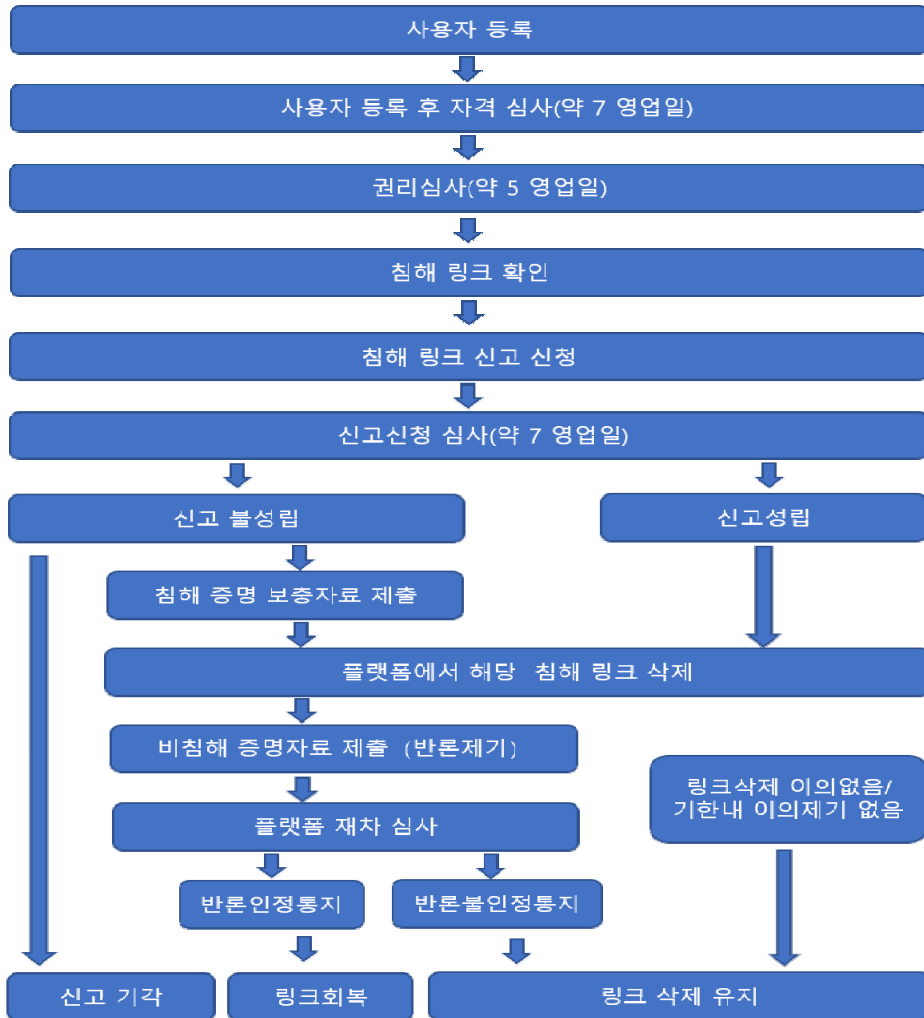 사용자 등록
사용자 등록 후 자격 심사(약 7 영업일)
권리심사(약 5 영업일)
침해 링크 확인
침해 링크 신고 신청
신고신청 심사(약 7 영업일)
신고 불성립
신고성립
침해 증명 보충자료 제출
플랫폼에서 해당 침해 링크 삭제
비침해 증명자료 제출 (반론제기)
링크삭제 이의없음/
기한내 이의제기 없음
플랫폼 재차 심사
반론인정통지
반론불인정통지
신고 기각
링크회복
링크 삭제 유지